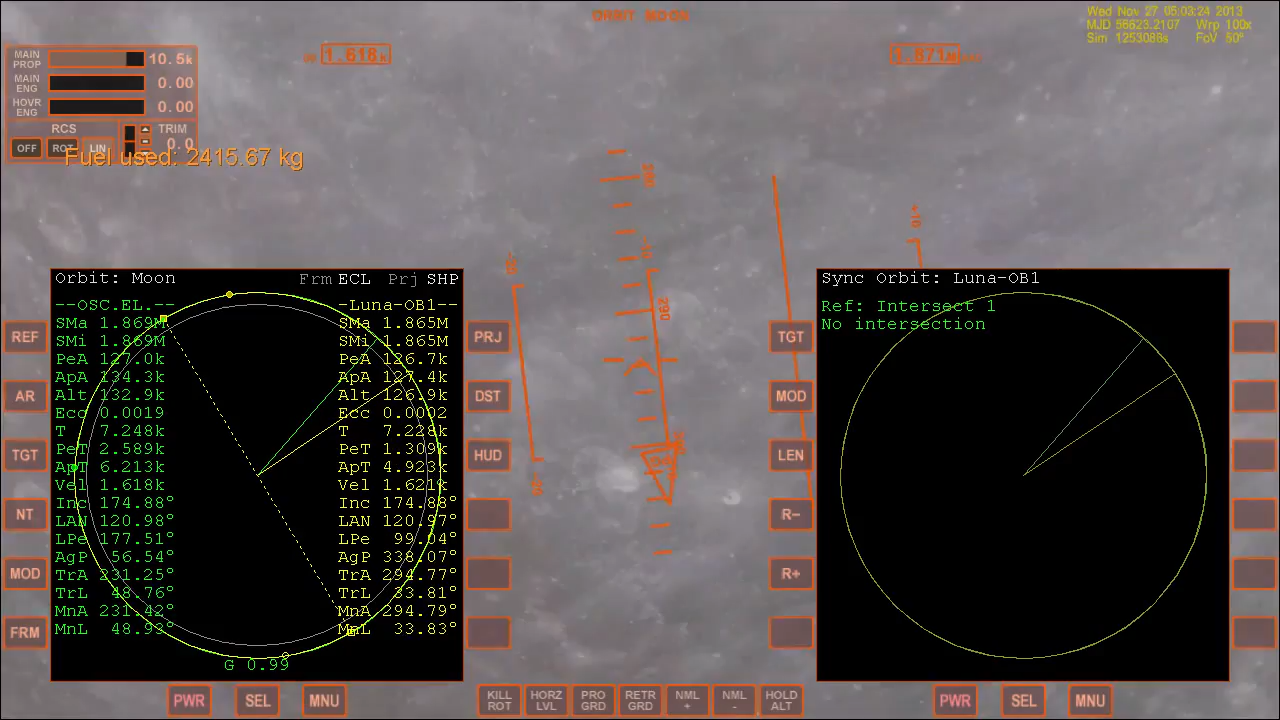 ORBIT MOON
Wed Nov 27 05:03:24 2013
MJD 56623.2107 Wrp 100x
Sim 1253088s FoV 50°
MAIN PROP 10.5k
MAIN ENG 0.00
HOVR ENG 0.00
RCS TRIM
OFF ROT LIN 0.0
Fuel used: 2415.67 kg
1.618k
1.871M
Orbit: Moon Frm ECL Prj SHP
--OSC.EL.-- -Luna-OB1--
SMa 1.869M SMa 1.865M
SMi 1.869M SMi 1.865M
PeA 127.0k PeA 126.7k
ApA 134.3k ApA 127.4k
Alt 132.9k Alt 126.9k
Ecc 0.0019 Ecc 0.0002
T 7.248k T 7.228k
PeT 2.589k PeT 1.309k
ApT 6.213k ApT 4.923k
Vel 1.618k Vel 1.621k
Inc 174.88° Inc 174.88°
LAN 120.98° LAN 120.97°
LPe 177.51° LPe 99.04°
AgP 56.54° AgP 338.07°
TrA 231.25° TrA 294.77°
TrL 48.76° TrL 33.81°
MnA 231.42° MnA 294.79°
MnL 48.93° MnL 33.83°
G 0.99
REF
AR
TGT
NT
MOD
FRM
PRJ
DST
HUD
Sync Orbit: Luna-OB1
Ref: Intersect 1
No intersection
TGT
MOD
LEN
R-
R+
PWR SEL MNU
KILL ROT
HORZ LVL
PRO GRD
RETR GRD
NML +
NML -
HOLD ALT
PWR SEL MNU